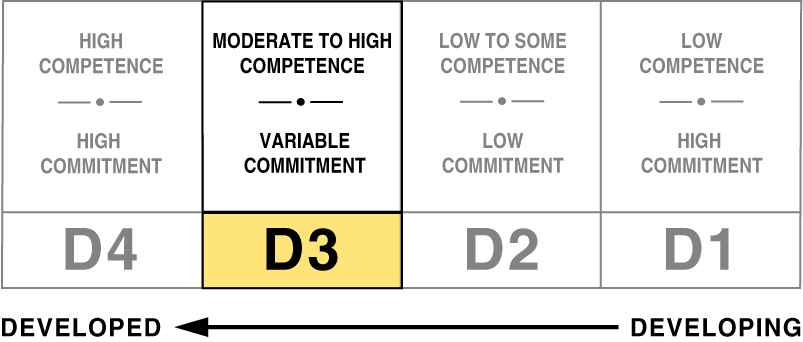 HIGH
COMPETENCE
HIGH
COMMITMENT
D4
MODERATE TO HIGH
COMPETENCE
VARIABLE
COMMITMENT
D3
LOW TO SOME
COMPETENCE
LOW
COMMITMENT
D2
LOW
COMPETENCE
HIGH
COMMITMENT
D1
DEVELOPED
DEVELOPING